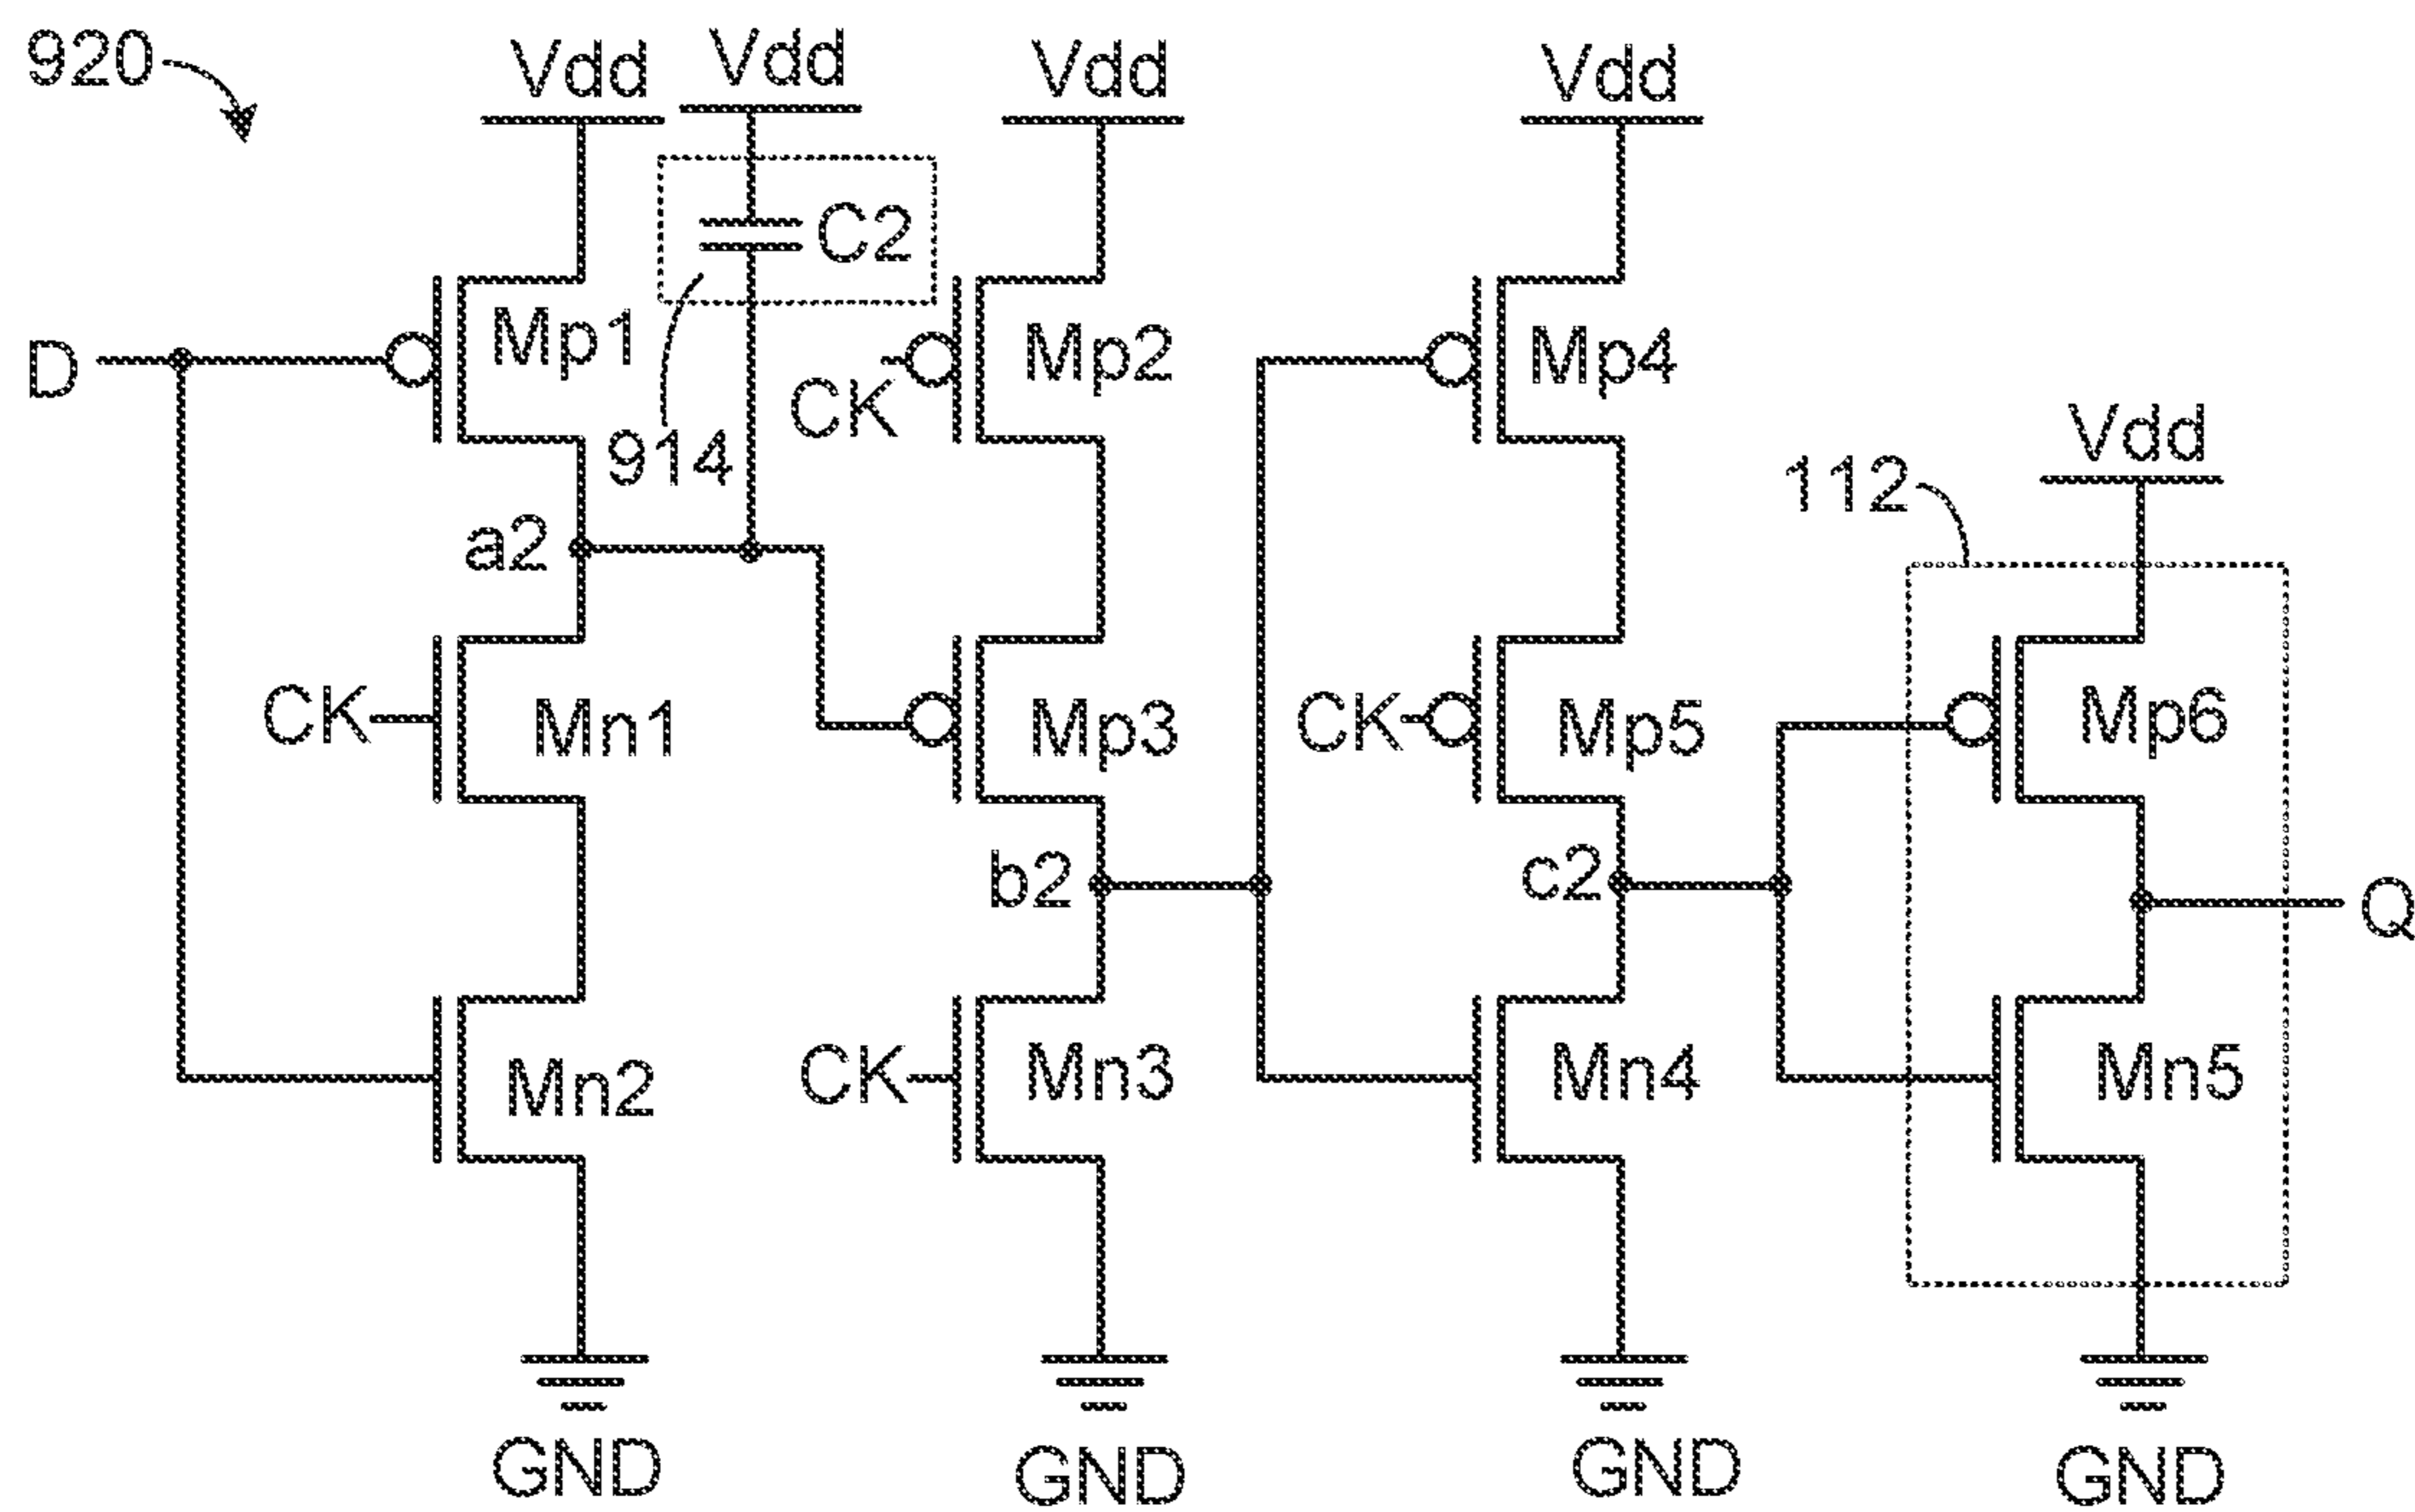 920
Vdd
Vdd
Vdd
Vdd
C2
D
Mp1
Mp2
Mp4
CK
914
Vdd
112
a2
CK
Mn1
Mp3
CK
Mp5
Mp6
b2
c2
Q
Mn2
CK
Mn3
Mn4
Mn5
GND
GND
GND
GND